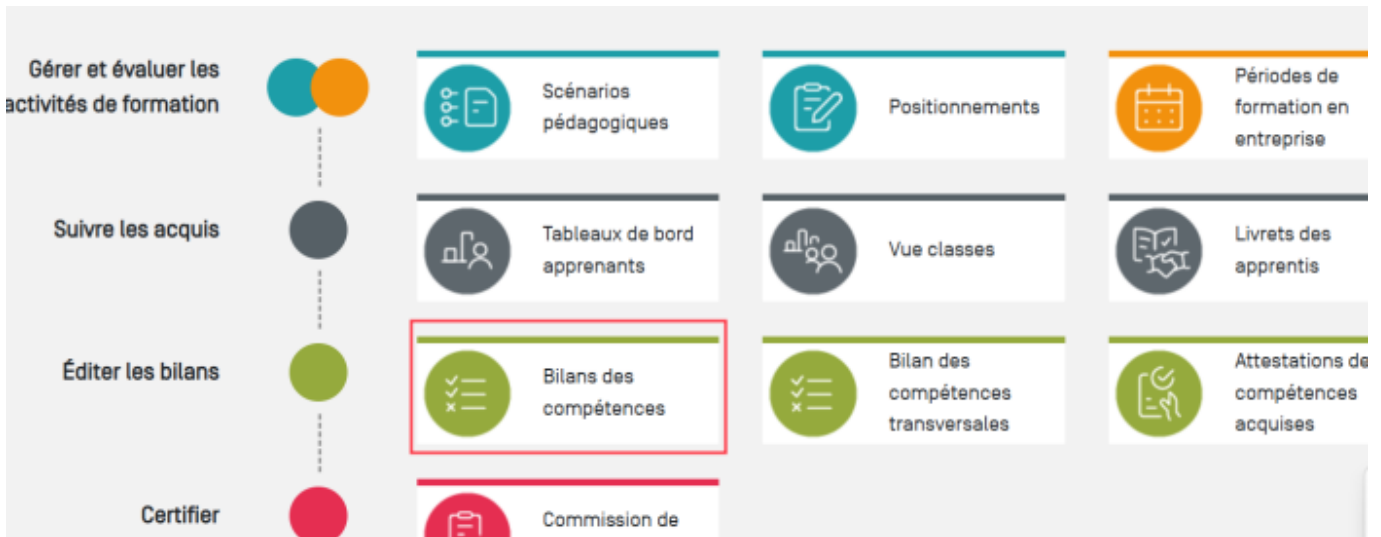 Gérer et évaluer les
activités de formation
Scénarios
pédagogiques
Positionnements
Périodes de
formation en
entreprise
Suivre les acquis
Tableaux de bord
apprenants
Vue classes
Livrets des
apprentis
Éditer les bilans
Bilans des
compétences
Bilan des
compétences
transversales
Attestations de
compétences
acquises
Certifier
Commission de